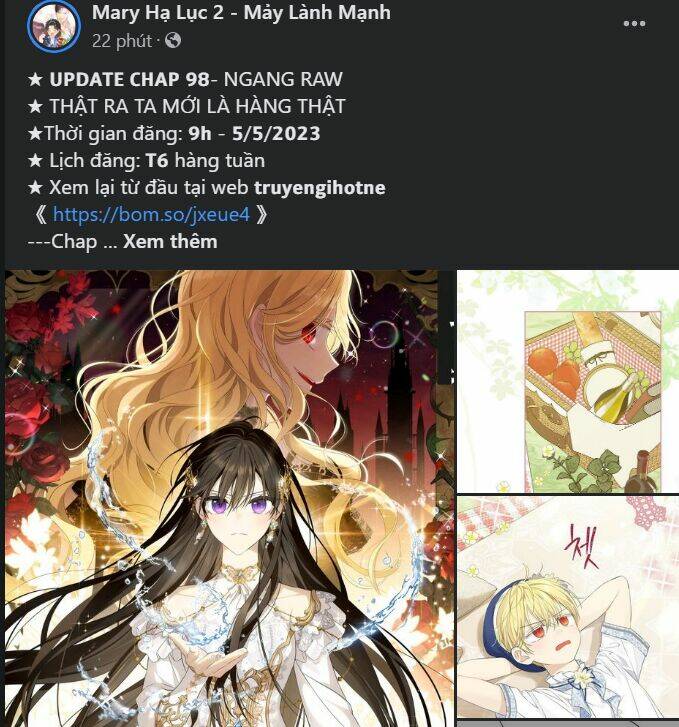 Mary Hạ Lục 2 - Mảy Lành Mạnh
22 phút ·
★ UPDATE CHAP 98- NGANG RAW
★ THẬT RA TA MỚI LÀ HÀNG THẬT
★Thời gian đăng: 9h - 5/5/2023
★ Lịch đăng: T6 hàng tuần
★ Xem lại từ đầu tại web truyengihotne
《 https://bom.so/jxeue4 》
---Chap ... Xem thêm
쳇